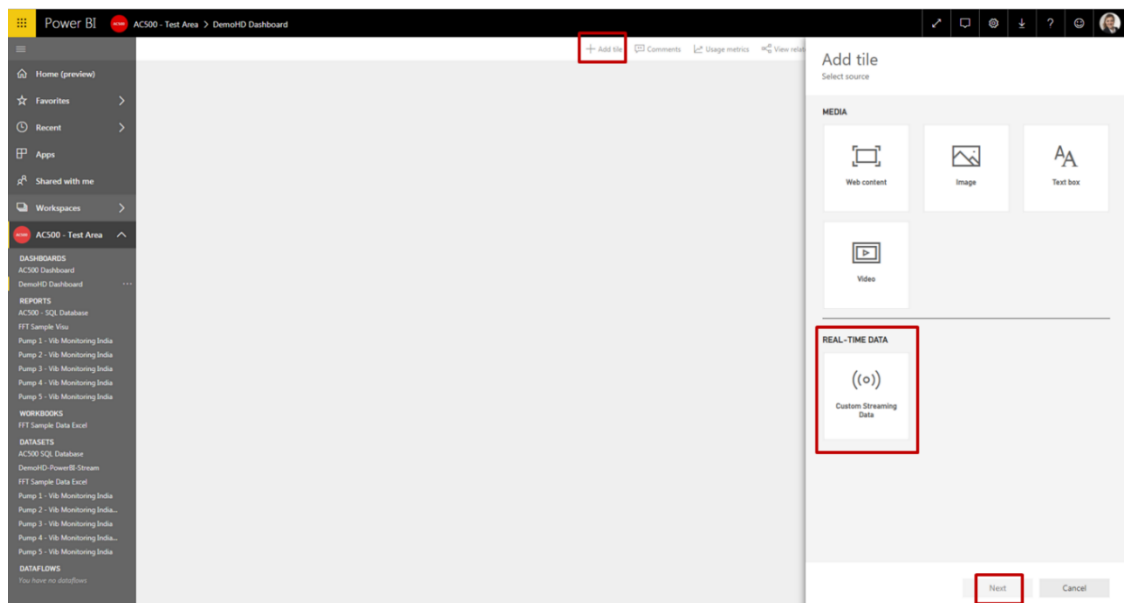 Power BI
AC500
AC500 - Test Area > DemoHD Dashboard
?
+ Add tile
Comments
Usage metrics
View relat
Home (preview)
Favorites
Recent
Apps
Shared with me
Workspaces
AC500 - Test Area
DASHBOARDS
AC500 Dashboard
DemoHD Dashboard
...
REPORTS
AC500 - SQL Database
FFT Sample Visu
Pump 1 - Vib Monitoring India
Pump 2 - Vib Monitoring India
Pump 3 - Vib Monitoring India
Pump 4 - Vib Monitoring India
Pump 5 - Vib Monitoring India
WORKBOOKS
FFT Sample Data Excel
DATASETS
AC500 SQL Database
DemoHD-PowerBI-Stream
FFT Sample Data Excel
Pump 1 - Vib Monitoring India
Pump 2 - Vib Monitoring India...
Pump 3 - Vib Monitoring India
Pump 4 - Vib Monitoring India...
Pump 5 - Vib Monitoring India
DATAFLOWS
You have no dataflows
Add tile
Select source
MEDIA
Web content
Image
AA
Text box
Video
REAL-TIME DATA
Custom Streaming
Data
Next
Cancel